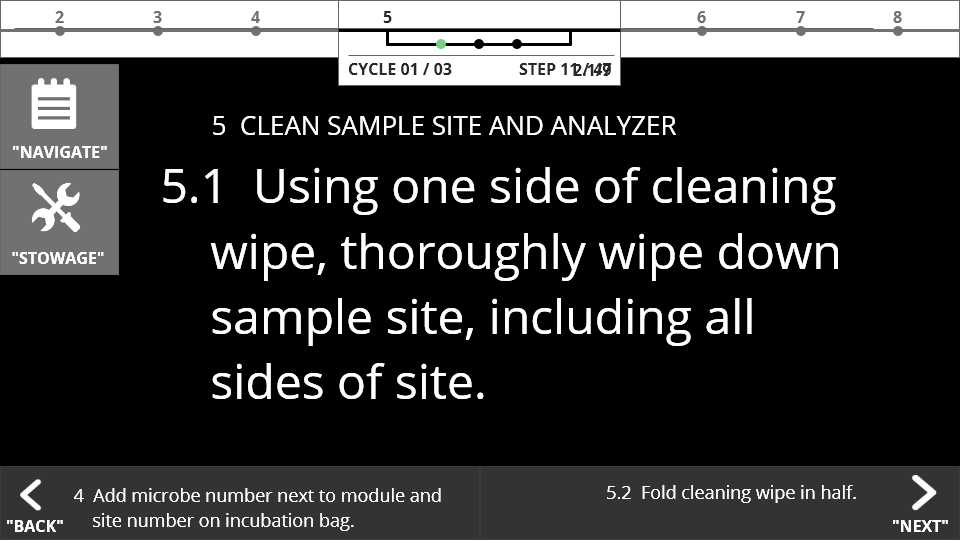 2 3 4 5 6 7 8
CYCLE 01 / 03 STEP
"NAVIGATE"
"STOWAGE"
5 CLEAN SAMPLE SITE AND ANALYZER
5.1 Using one side of cleaning
wipe, thoroughly wipe down
sample site, including all
sides of site.
4 Add microbe number next to module and
site number on incubation bag.
"BACK"
5.2 Fold cleaning wipe in half.
"NEXT"